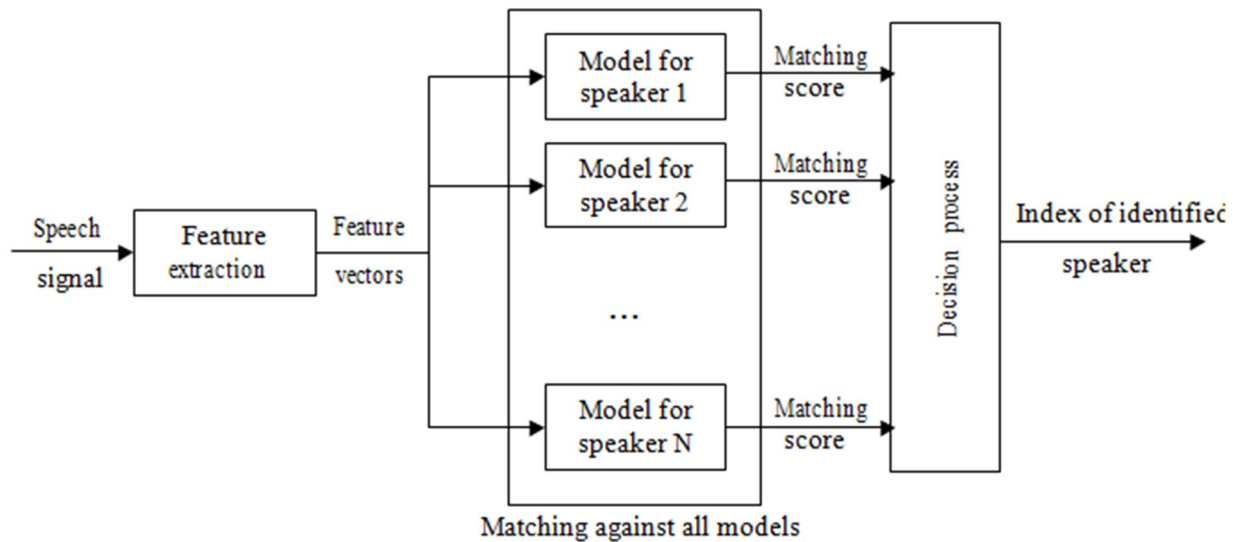 Speech
signal
Feature
extraction
Feature
vectors
Model for
speaker 1
Matching
score
Model for
speaker 2
Matching
score
...
Model for
speaker N
Matching
score
Matching against all models
Decision process
Index of identified
speaker